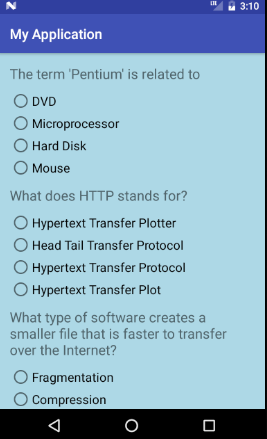 3:10
My Application
The term 'Pentium' is related to
DVD
Microprocessor
Hard Disk
Mouse
What does HTTP stands for?
Hypertext Transfer Plotter
Head Tail Transfer Protocol
Hypertext Transfer Protocol
Hypertext Transfer Plot
What type of software creates a
smaller file that is faster to transfer
over the Internet?
Fragmentation
Compression